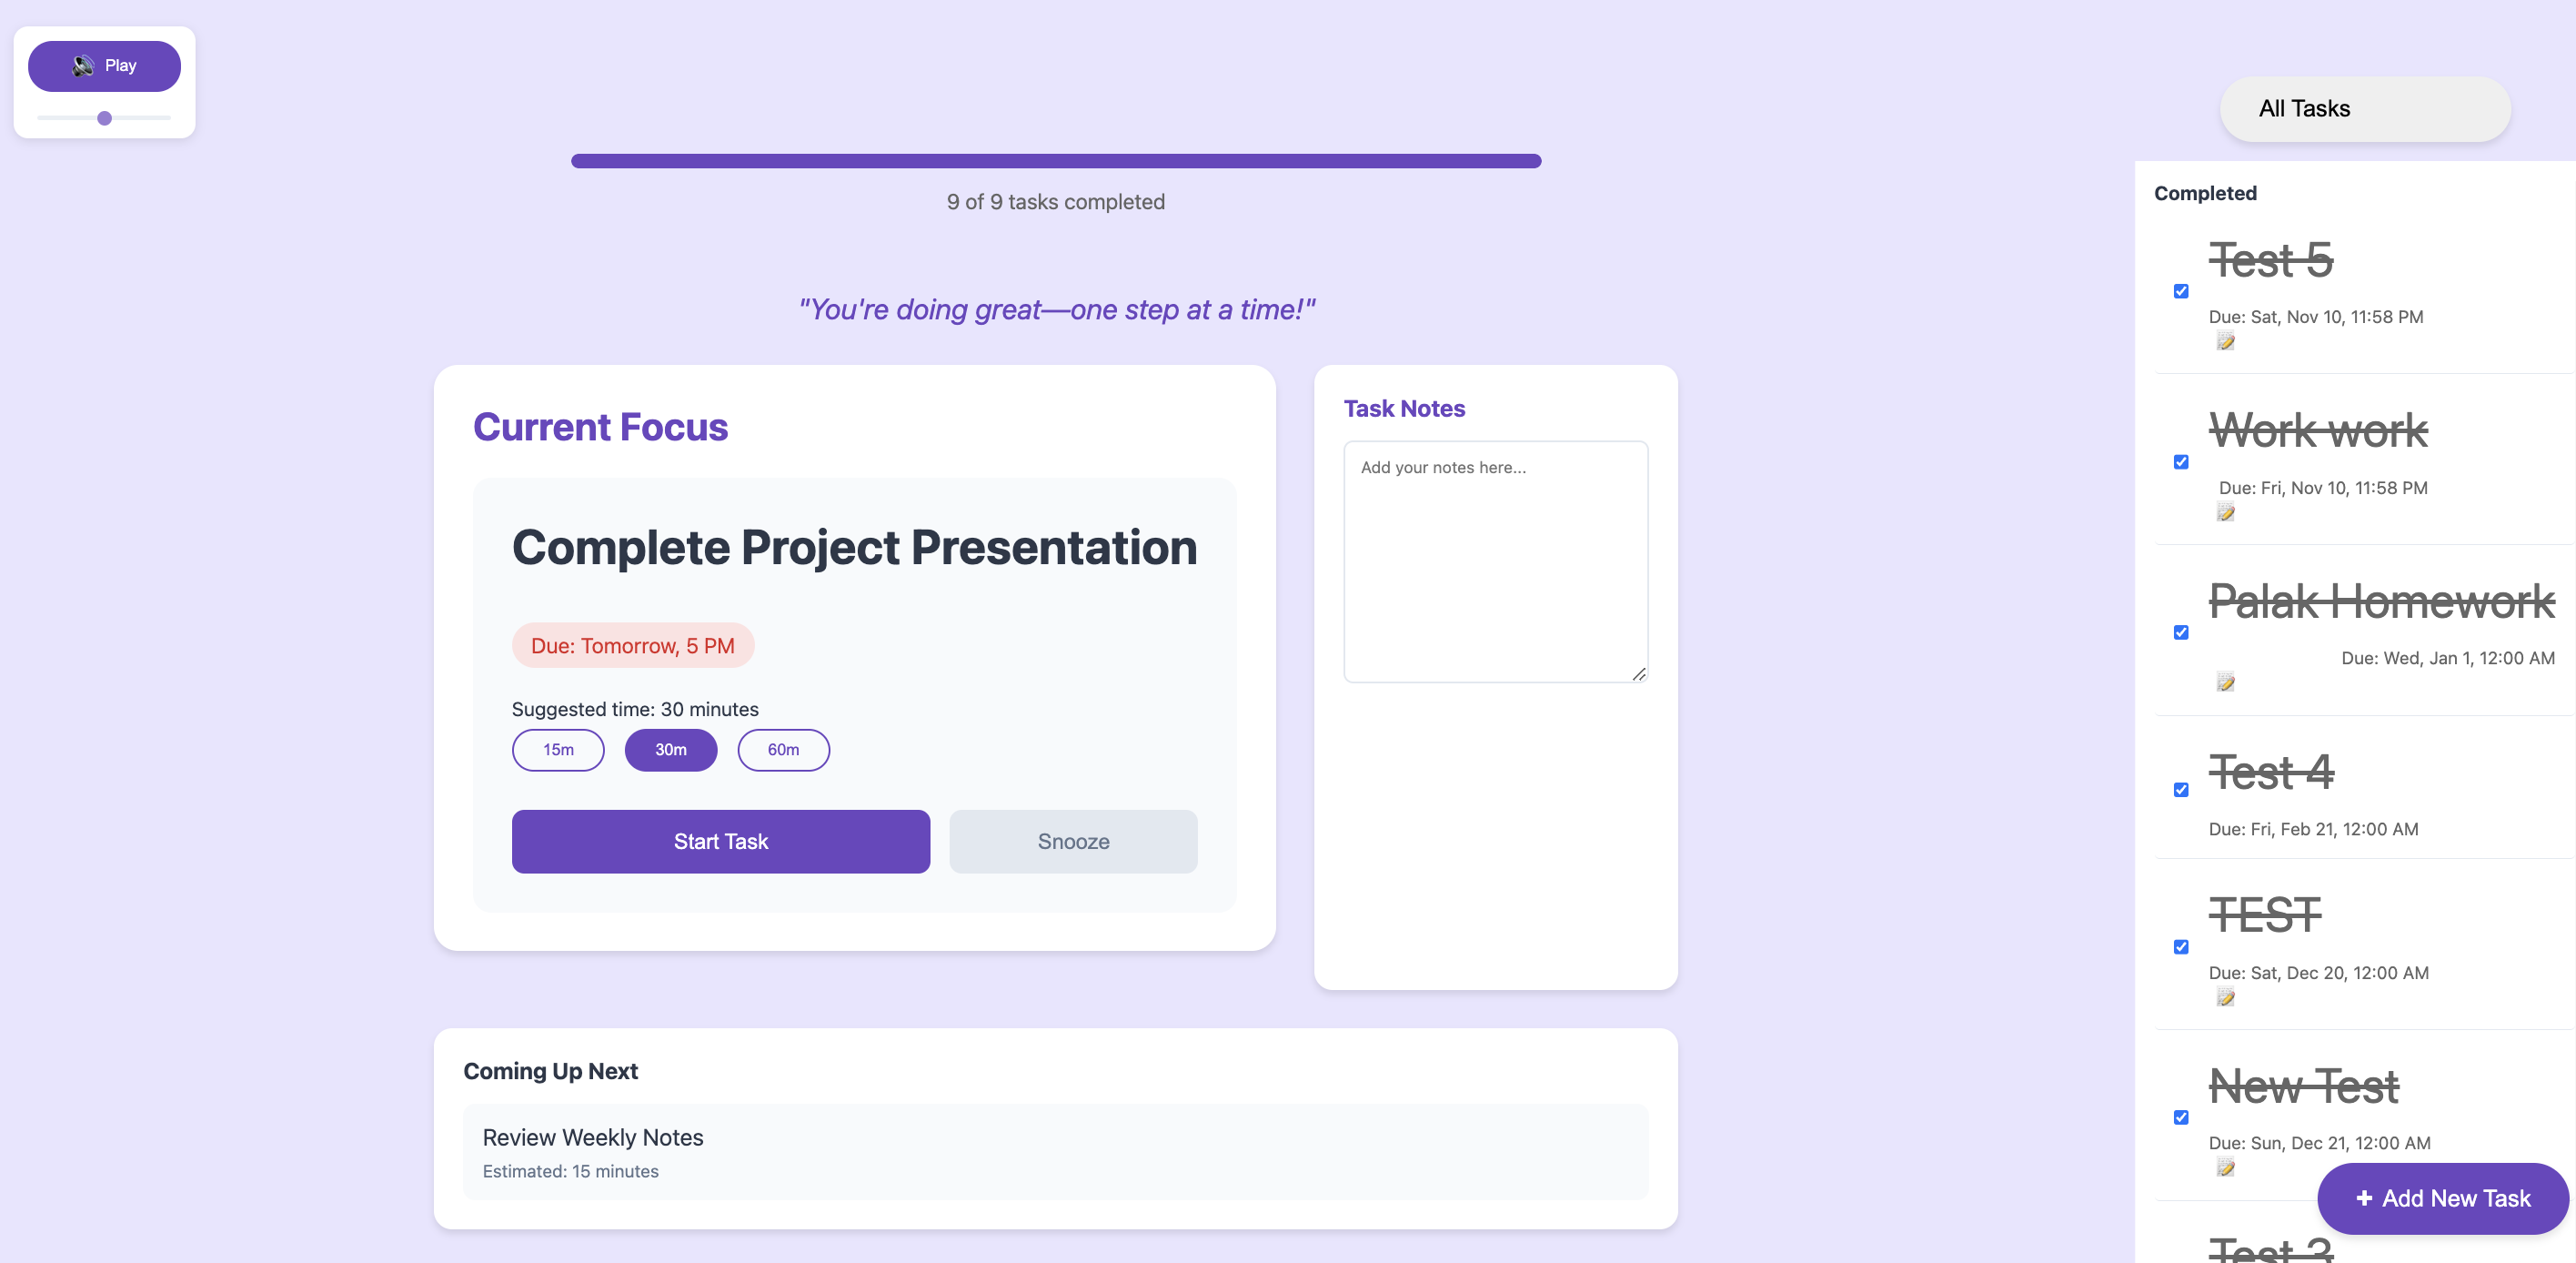 Play
All Tasks
9 of 9 tasks completed
"You're doing great—one step at a time!"
Current Focus
Complete Project Presentation
Due: Tomorrow, 5 PM
Suggested time: 30 minutes
15m 30m 60m
Start Task Snooze
Task Notes
Add your notes here...
Coming Up Next
Review Weekly Notes
Estimated: 15 minutes
Completed
Test 5
Due: Sat, Nov 10, 11:58 PM
Work work
Due: Fri, Nov 10, 11:58 PM
Palak Homework
Due: Wed, Jan 1, 12:00 AM
Test 4
Due: Fri, Feb 21, 12:00 AM
TEST
Due: Sat, Dec 20, 12:00 AM
New Test
Due: Sun, Dec 21, 12:00 AM
+ Add New Task
Test 3